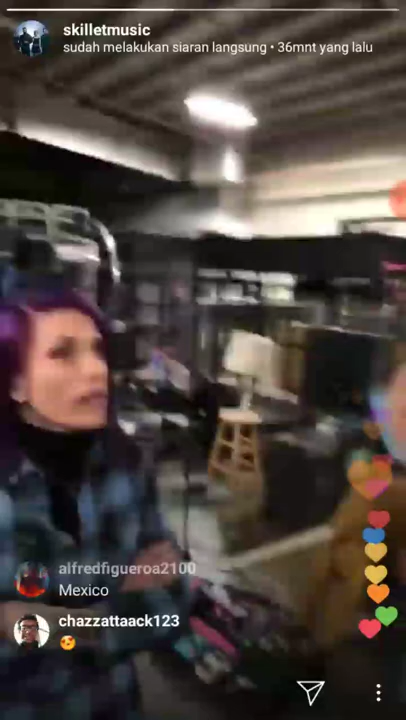 skilletmusic
sudah melakukan siaran langsung • 36mnt yang lalu
alfredfigueroa2100
Mexico
chazzattaack123
😍